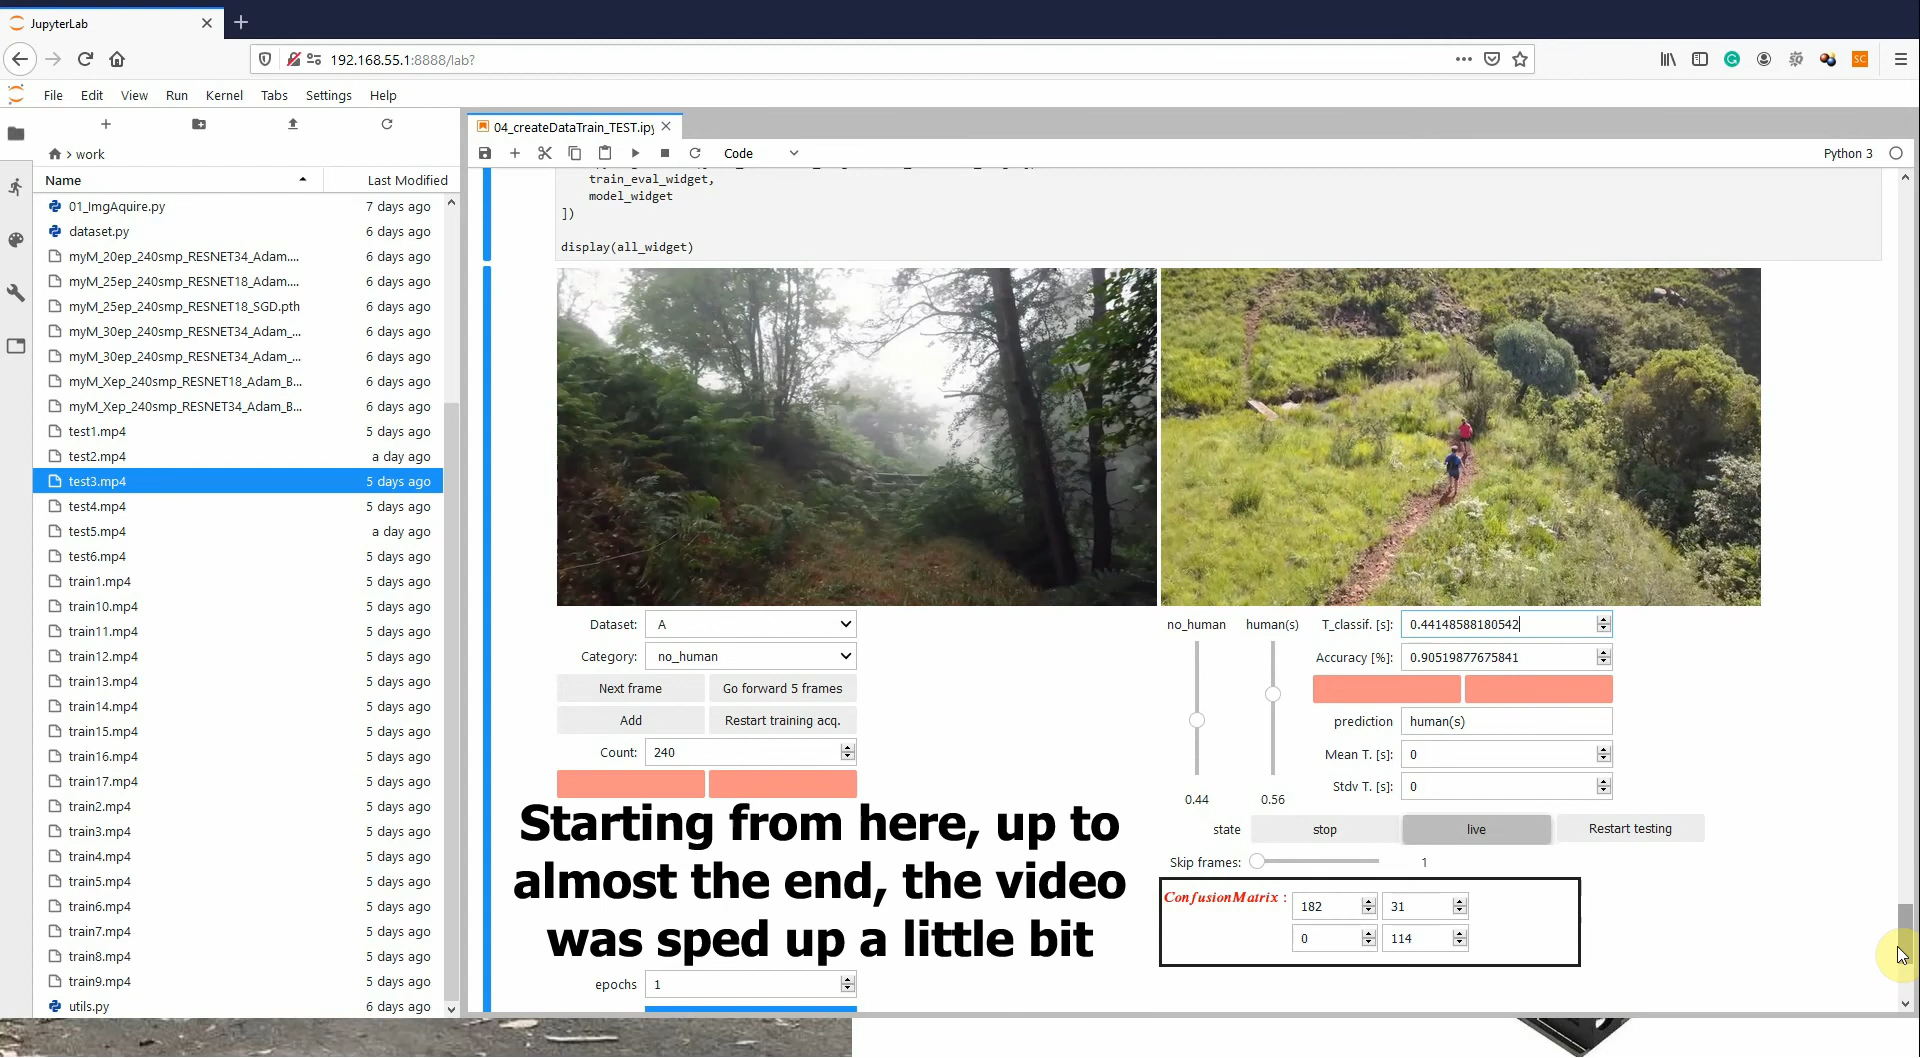 JupyterLab
192.168.55.1:8888/lab?
SC
File Edit View Run Kernel Tabs Settings Help
04_createDataTrain_TEST.ipy
work
Code
Python 3
Name Last Modified
01_ImgAquire.py 7 days ago
dataset.py 6 days ago
myM_20ep_240smp_RESNET34_Adam.... 6 days ago
myM_25ep_240smp_RESNET18_Adam.... 6 days ago
myM_25ep_240smp_RESNET18_SGD.pth 6 days ago
myM_30ep_240smp_RESNET34_Adam_... 6 days ago
myM_30ep_240smp_RESNET34_Adam_... 6 days ago
myM_Xep_240smp_RESNET18_Adam_B... 6 days ago
myM_Xep_240smp_RESNET34_Adam_B... 6 days ago
test1.mp4 5 days ago
test2.mp4 a day ago
test3.mp4 5 days ago
test4.mp4 5 days ago
test5.mp4 a day ago
test6.mp4 5 days ago
train1.mp4 5 days ago
train10.mp4 5 days ago
train11.mp4 5 days ago
train12.mp4 5 days ago
train13.mp4 5 days ago
train14.mp4 5 days ago
train15.mp4 5 days ago
train16.mp4 5 days ago
train17.mp4 5 days ago
train2.mp4 5 days ago
train3.mp4 5 days ago
train4.mp4 5 days ago
train5.mp4 5 days ago
train6.mp4 5 days ago
train7.mp4 5 days ago
train8.mp4 5 days ago
train9.mp4 5 days ago
utils.py 6 days ago
train_eval_widget,
model_widget
])
display(all_widget)
Dataset: A
Category: no_human
Next frame Go forward 5 frames
Add Restart training acq.
Count: 240
Starting from here, up to
almost the end, the video
was sped up a little bit
epochs 1
no_human human(s) T_classif. [s]: 0.44148588180542
Accuracy [%]: 0.90519877675841
prediction human(s)
Mean T. [s]: 0
Stdv T. [s]: 0
0.44 0.56
state stop live Restart testing
Skip frames: 1
ConfusionMatrix : 182 31
0 114